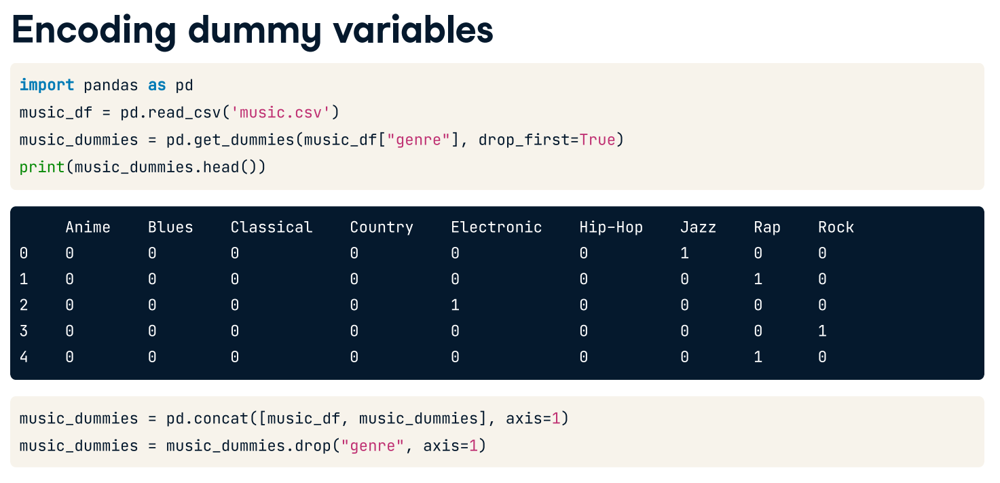 Encoding dummy variables
import pandas as pd
music_df = pd.read_csv('music.csv')
music_dummies = pd.get_dummies(music_df["genre"], drop_first=True)
print(music_dummies.head())
Anime Blues Classical Country Electronic Hip-Hop Jazz Rap Rock
0 0 0 0 0 0 0 1 0 0
1 0 0 0 0 0 0 0 1 0
2 0 0 0 0 1 0 0 0 0
3 0 0 0 0 0 0 0 0 1
4 0 0 0 0 0 0 0 1 0
music_dummies = pd.concat([music_df, music_dummies], axis=1)
music_dummies = music_dummies.drop("genre", axis=1)